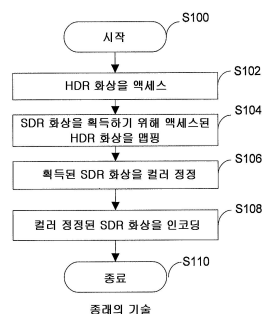 S100
시작
S102
HDR 화상을 액세스
S104
SDR 화상을 획득하기 위해 액세스된
HDR 화상을 맵핑
S106
획득된 SDR 화상을 컬러 정정
S108
컬러 정정된 SDR 화상을 인코딩
S110
종료
종래의 기술